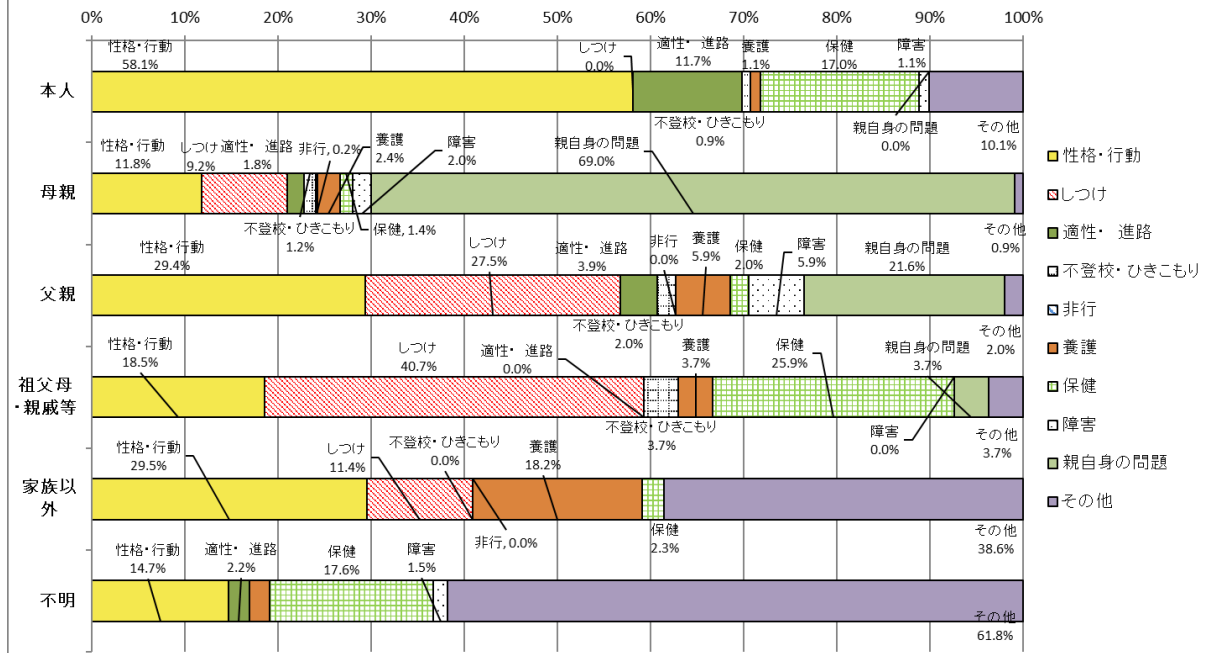 0% 10% 20% 30% 40% 50% 60% 70% 80% 90% 100%
本人
性格・行動
58.1%
しつけ
0.0%
適性・ 進路
11.7%
不登校・ひきこもり
0.9%
養護
1.1%
保健
17.0%
障害
1.1%
親自身の問題
0.0%
その他
10.1%
母親
性格・行動
11.8%
しつけ
9.2%
適性・ 進路
1.8%
不登校・ひきこもり
1.2%
非行, 0.2%
養護
2.4%
保健, 1.4%
障害
2.0%
親自身の問題
69.0%
その他
0.9%
父親
性格・行動
29.4%
しつけ
27.5%
適性・ 進路
3.9%
不登校・ひきこもり
2.0%
非行
0.0%
養護
5.9%
保健
2.0%
障害
5.9%
親自身の問題
21.6%
その他
2.0%
祖父母
・親戚等
性格・行動
18.5%
しつけ
40.7%
適性・ 進路
0.0%
不登校・ひきこもり
3.7%
養護
3.7%
保健
25.9%
障害
0.0%
親自身の問題
3.7%
その他
3.7%
家族以
外
性格・行動
29.5%
しつけ
11.4%
不登校・ひきこもり
0.0%
非行, 0.0%
養護
18.2%
保健
2.3%
その他
38.6%
不明
性格・行動
14.7%
適性・ 進路
2.2%
保健
17.6%
障害
1.5%
その他
61.8%
性格・行動
しつけ
適性・ 進路
不登校・ひきこもり
非行
養護
保健
障害
親自身の問題
その他